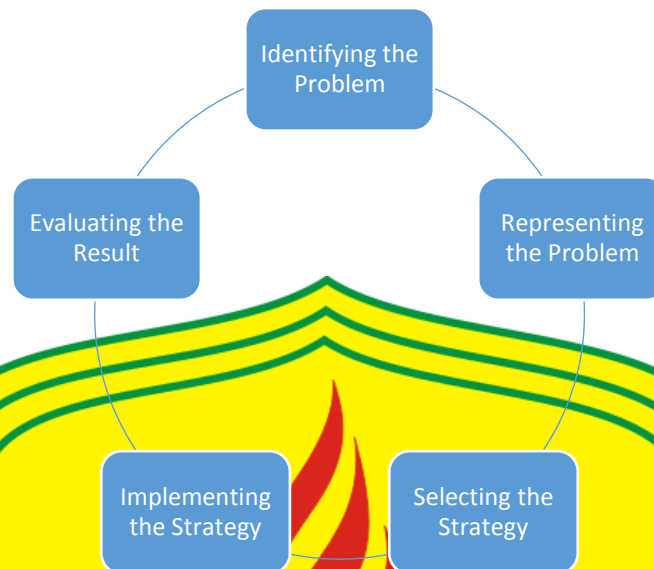 Identifying the
Problem
Representing
the Problem
Selecting the
Strategy
Implementing
the Strategy
Evaluating the
Result